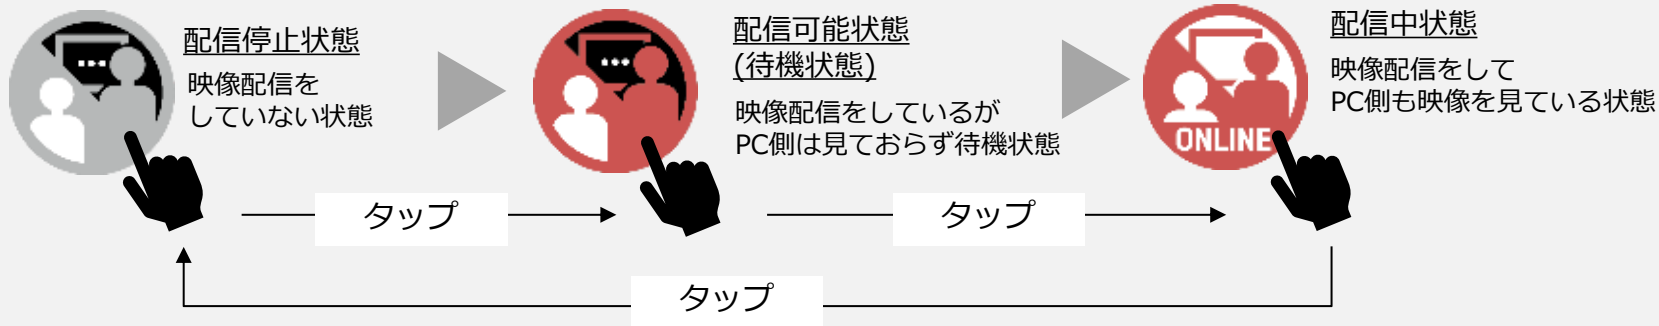 配信停止状態
映像配信を
していない状態
配信可能状態
(待機状態)
映像配信をしているが
PC側は見ておらず待機状態
ONLINE
配信中状態
映像配信をして
PC側も映像を見ている状態
タップ
タップ
タップ